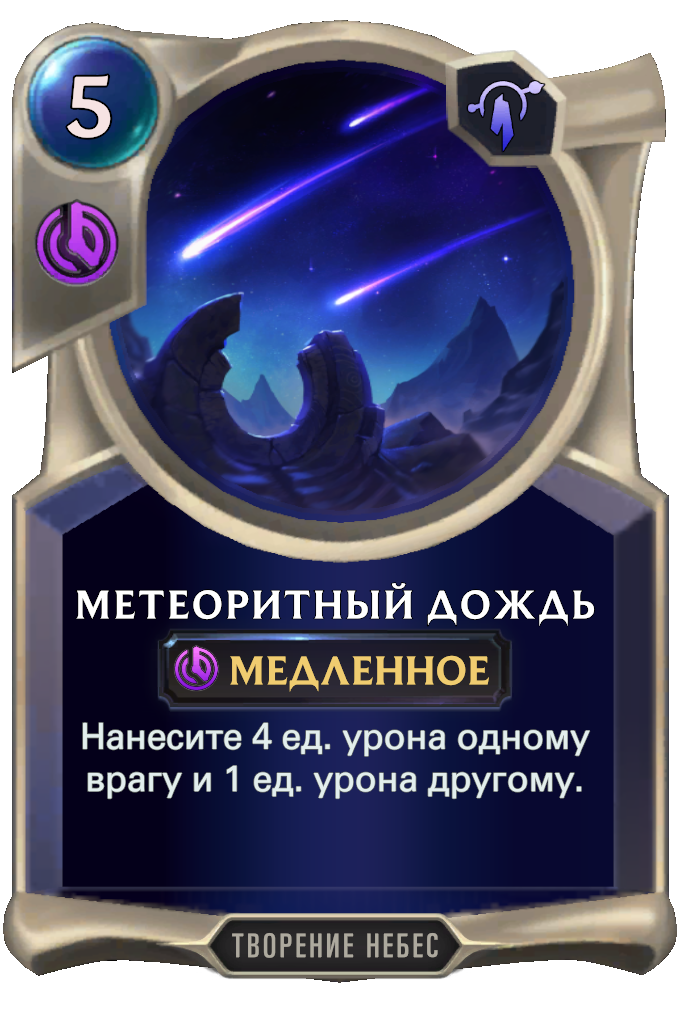 5
МЕТЕОРИТНЫЙ ДОЖДЬ
МЕДЛЕННОЕ
Нанесите 4 ед. урона одному
врагу и 1 ед. урона другому.
ТВОРЕНИЕ НЕБЕС